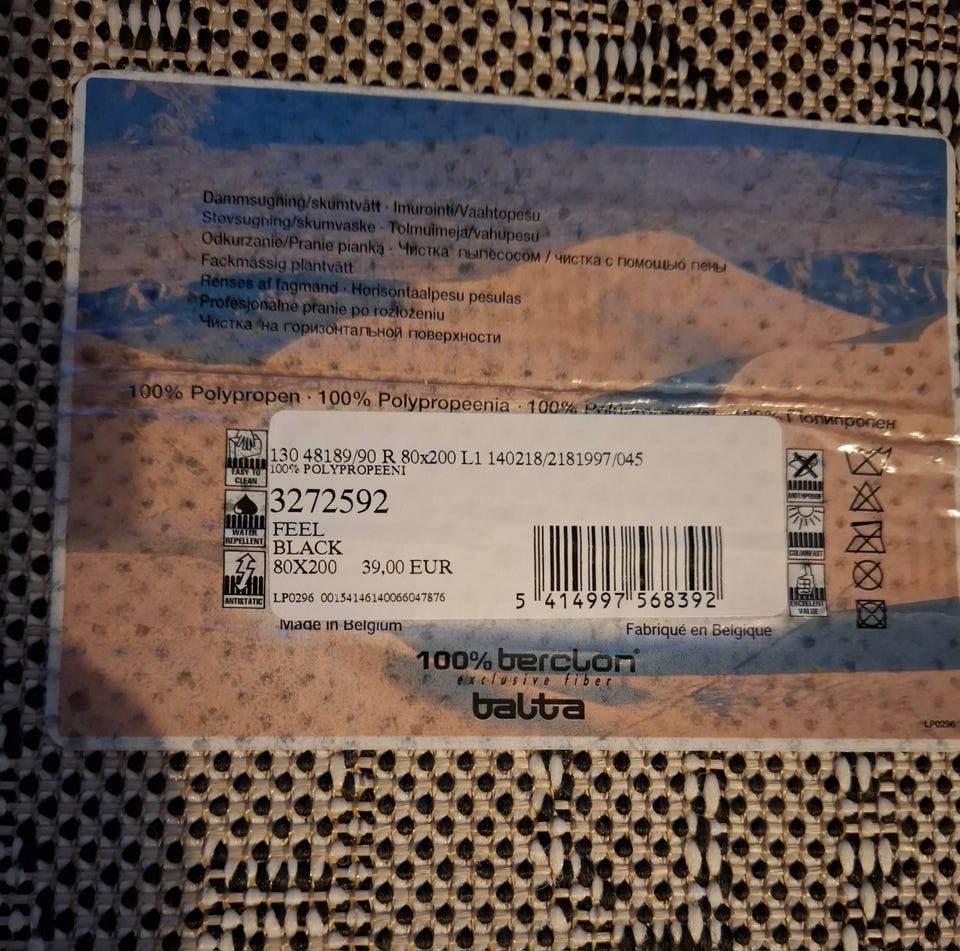 Dammsugning/skumtvätt · Imurointi/Vaahtopesu
Støvsugning/skumvaske · Tolmuimeja/vahupesu
Odkurzanie/Pranie pianką · Чистка пылесосом / чистка с помощью пены
Fackmässig plantvätt
Renses af fagmand · Horisontaalpesu pesulas
Profesjonalne pranie po rozłożeniu
Чистка на горизонтальной поверхности
100% Polypropen · 100% Polypropeenia · 100% Полипропен
EASY TO CLEAN
WATER REPELLENT
ANTISTATIC
130 48189/90 R 80x200 L1 140218/2181997/045
100% POLYPROPEENI
3272592
FEEL
BLACK
80X200 39,00 EUR
LP0296 00154146140066047876
5 414997 568392
MOTHPROOF
COLOURFAST
EXCELLENT VALUE
Made in Belgium
Fabriqué en Belgique
100% berclon®
exclusive fiber
balta
LP0296